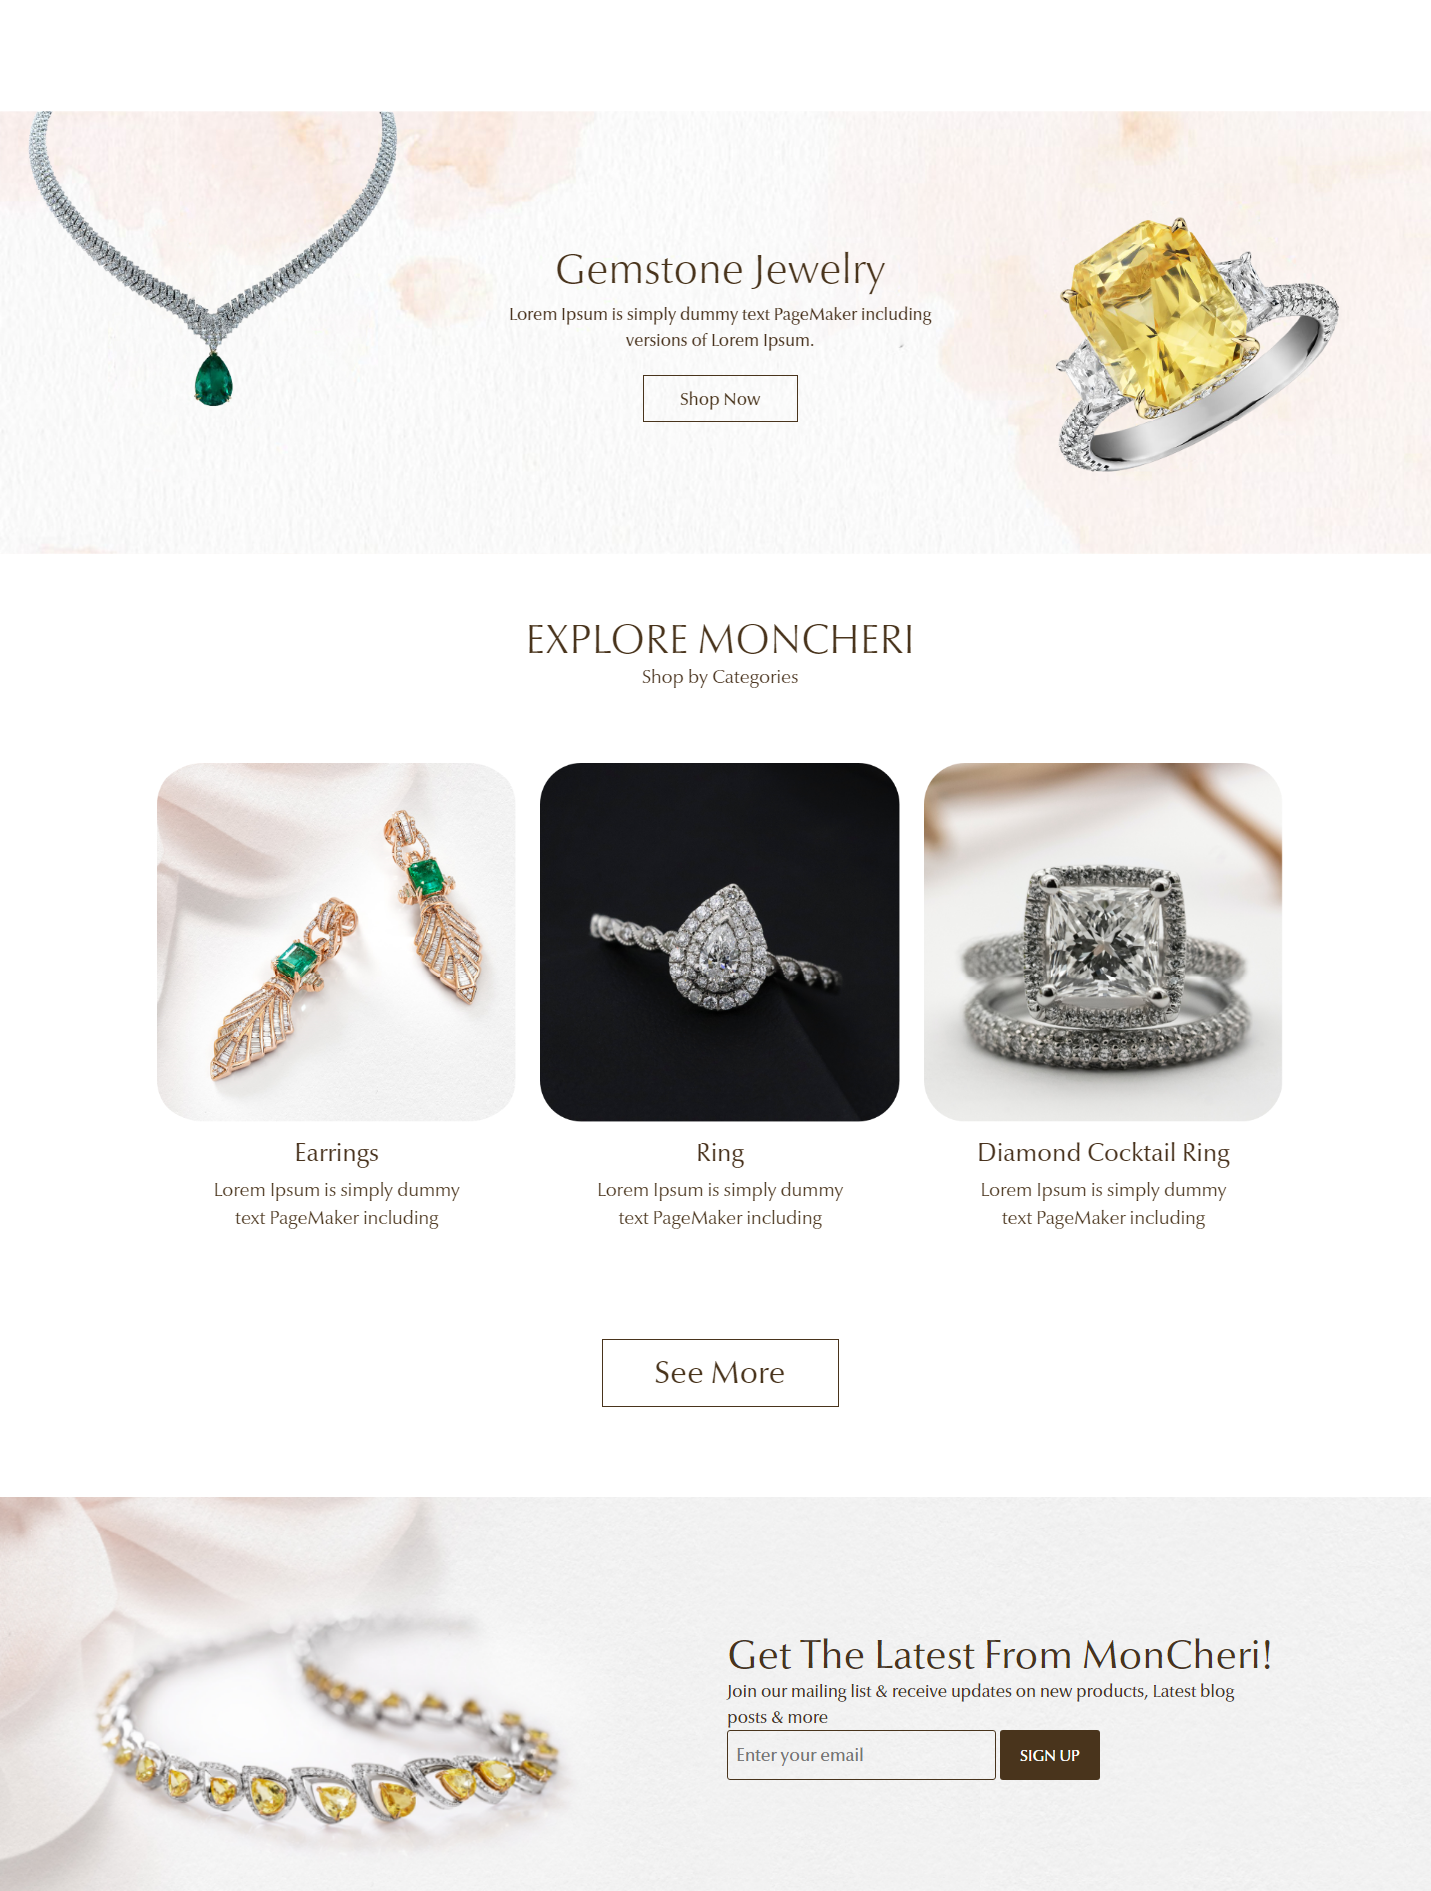 Gemstone Jewelry
Lorem Ipsum is simply dummy text PageMaker including
versions of Lorem Ipsum.
Shop Now
EXPLORE MONCHERI
Shop by Categories
Earrings
Lorem Ipsum is simply dummy
text PageMaker including
Ring
Lorem Ipsum is simply dummy
text PageMaker including
Diamond Cocktail Ring
Lorem Ipsum is simply dummy
text PageMaker including
See More
Get The Latest From MonCheri!
Join our mailing list & receive updates on new products, Latest blog
posts & more
Enter your email
SIGN UP